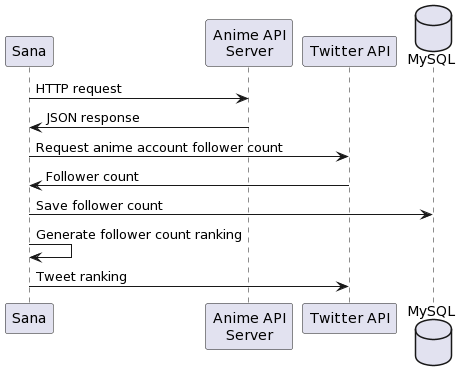 Sana
Anime API
Server
Twitter API
MySQL
HTTP request
JSON response
Request anime account follower count
Follower count
Save follower count
Generate follower count ranking
Tweet ranking
Sana
Anime API
Server
Twitter API
MySQL